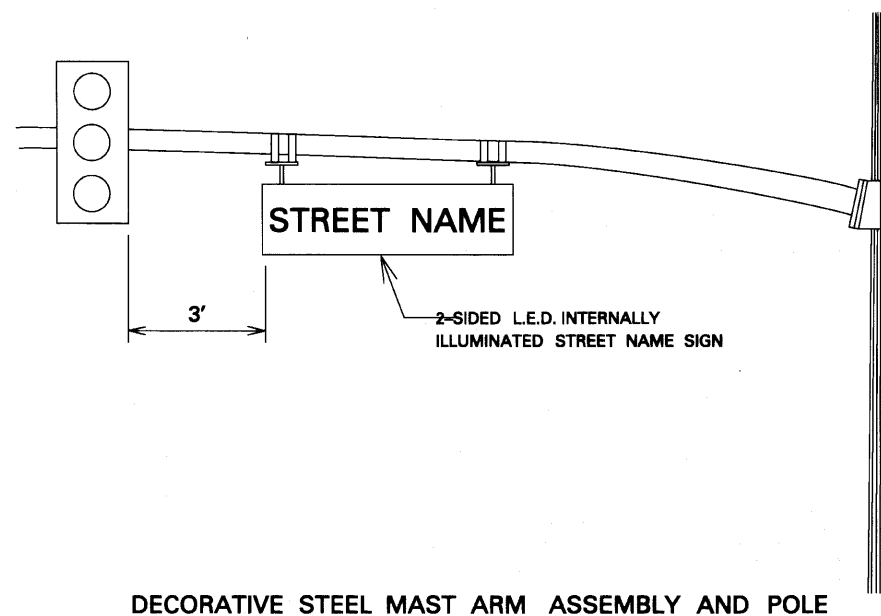 STREET NAME
3'
2-SIDED L.E.D. INTERNALLY
ILLUMINATED STREET NAME SIGN
DECORATIVE STEEL MAST ARM ASSEMBLY AND POLE